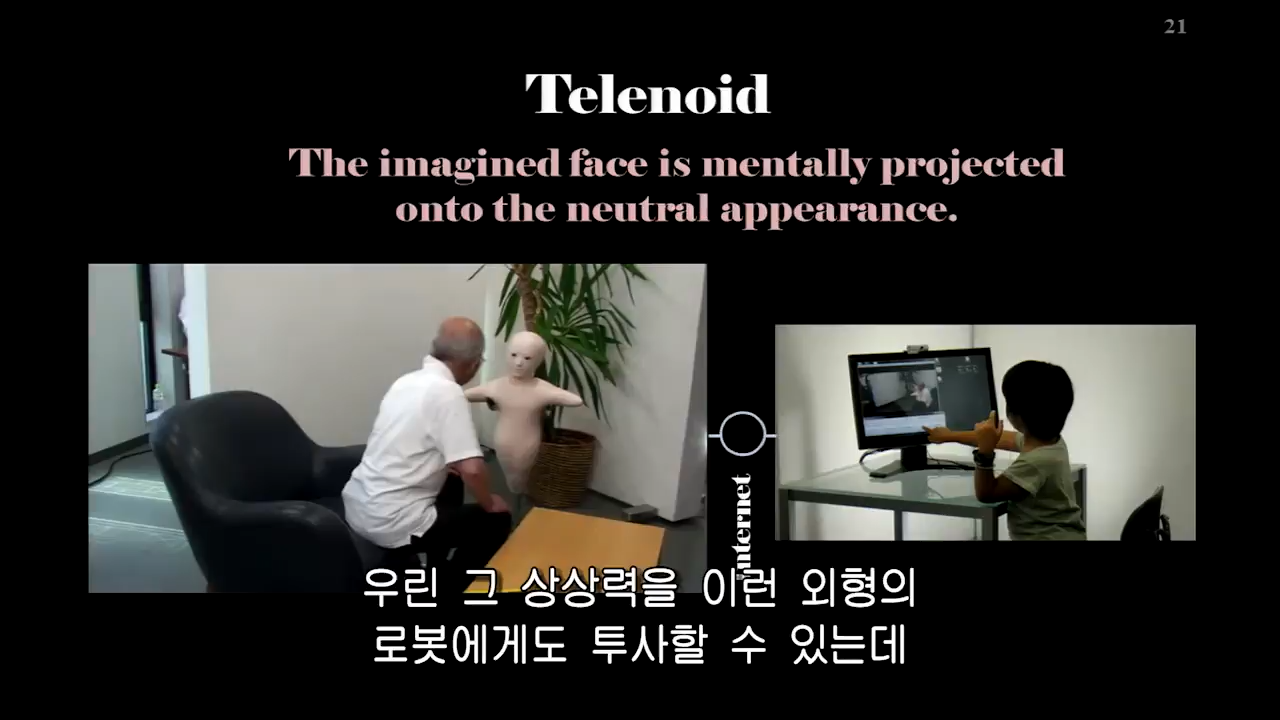 21
Telenoid
The imagined face is mentally projected
onto the neutral appearance.
Internet
우린 그 상상력을 이런 외형의
로봇에게도 투사할 수 있는데